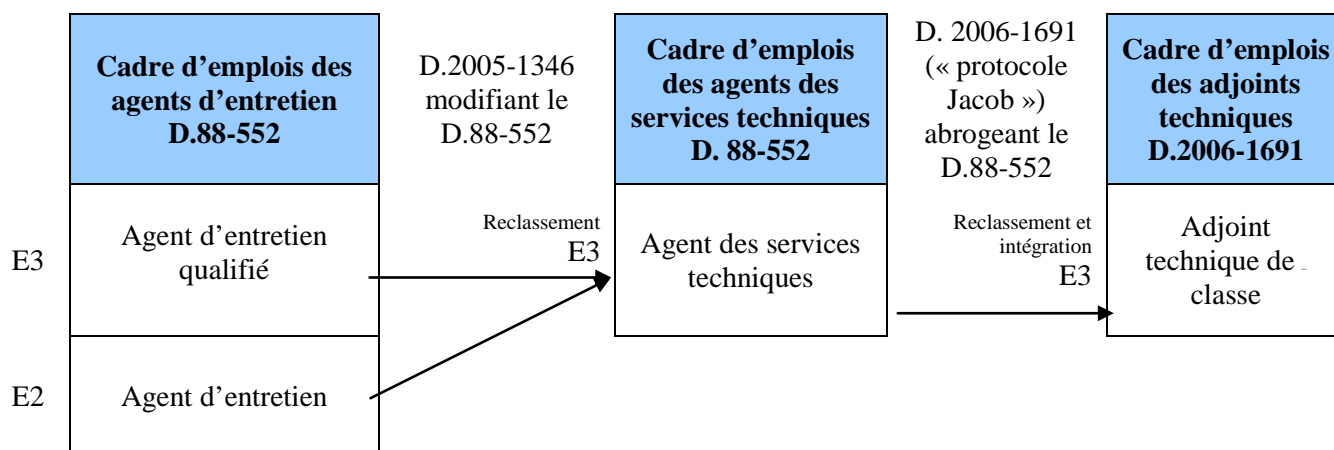 Cadre d'emplois des
agents d'entretien
D.88-552
D.2005-1346
modifiant le
D.88-552
Cadre d'emplois
des agents des
services techniques
D. 88-552
D. 2006-1691
(« protocole
Jacob »)
abrogeant le
D.88-552
Cadre d'emplois
des adjoints
techniques
D.2006-1691
E3
Agent d'entretien
qualifié
Reclassement
E3
Agent des services
techniques
Reclassement et
intégration
E3
Adjoint
technique de
classe
E2
Agent d'entretien